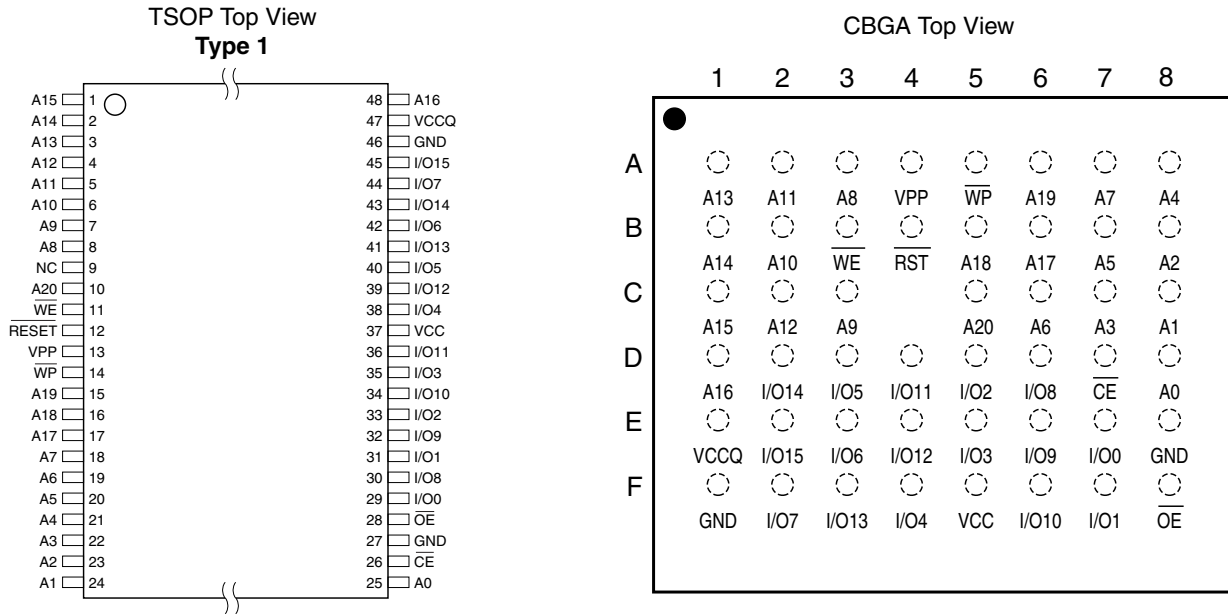 TSOP Top View
Type 1
A15 1 48 A16
A14 2 47 VCCQ
A13 3 46 GND
A12 4 45 I/O15
A11 5 44 I/O7
A10 6 43 I/O14
A9 7 42 I/O6
A8 8 41 I/O13
NC 9 40 I/O5
A20 10 39 I/O12
WE 11 38 I/O4
RESET 12 37 VCC
VPP 13 36 I/O11
WP 14 35 I/O3
A19 15 34 I/O10
A18 16 33 I/O2
A17 17 32 I/O9
A7 18 31 I/O1
A6 19 30 I/O8
A5 20 29 I/O0
A4 21 28 OE
A3 22 27 GND
A2 23 26 CE
A1 24 25 A0
CBGA Top View
1 2 3 4 5 6 7 8
A
A13 A11 A8 VPP WP A19 A7 A4
B
A14 A10 WE RST A18 A17 A5 A2
C
A15 A12 A9 A20 A6 A3 A1
D
A16 I/O14 I/O5 I/O11 I/O2 I/O8 CE A0
E
VCCQ I/O15 I/O6 I/O12 I/O3 I/O9 I/O0 GND
F
GND I/O7 I/O13 I/O4 VCC I/O10 I/O1 OE